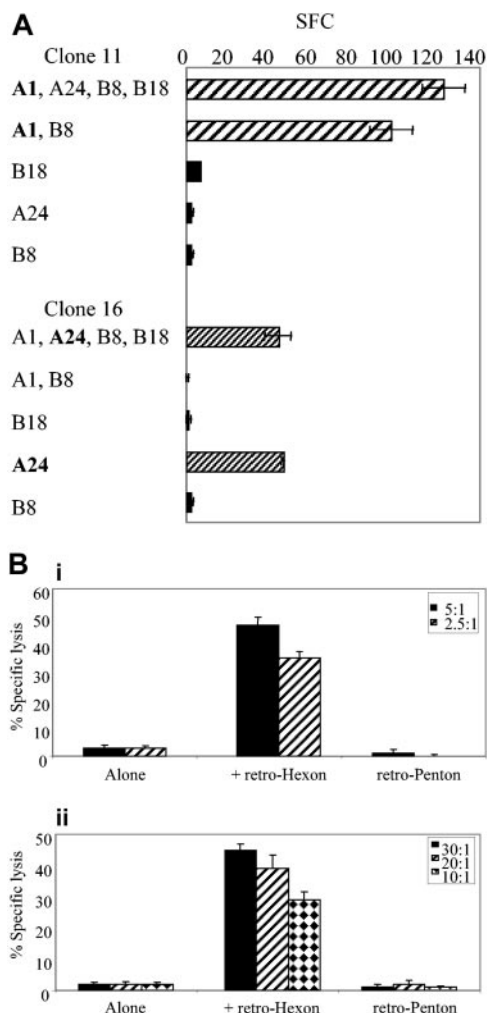 A
SFC
0 20 40 60 80 100 120 140
Clone 11
A1, A24, B8, B18
A1, B8
B18
A24
B8
Clone 16
A1, A24, B8, B18
A1, B8
B18
A24
B8
B
i
% Specific lysis
60
50
40
30
20
10
0
5:1
2.5:1
Alone
+ retro-Hexon
retro-Penton
ii
% Specific lysis
50
40
30
20
10
0
30:1
20:1
10:1
Alone
+ retro-Hexon
retro-Penton